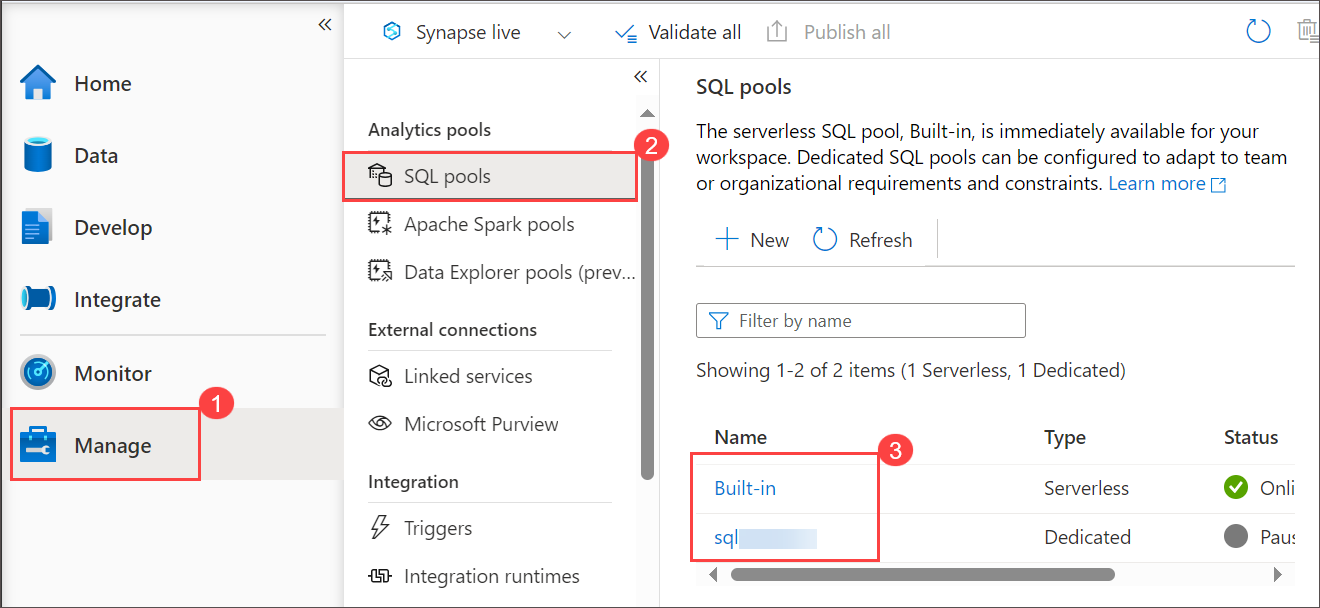 Home
Data
Develop
Integrate
Monitor
1
Manage
Synapse live
Validate all
Publish all
Analytics pools
2
SQL pools
Apache Spark pools
Data Explorer pools (prev...
External connections
Linked services
Microsoft Purview
Integration
Triggers
Integration runtimes
SQL pools
The serverless SQL pool, Built-in, is immediately available for your
workspace. Dedicated SQL pools can be configured to adapt to team
or organizational requirements and constraints. Learn more
New Refresh
Filter by name
Showing 1-2 of 2 items (1 Serverless, 1 Dedicated)
Name Type Status
3
Built-in Serverless Onli
sql Dedicated Paus